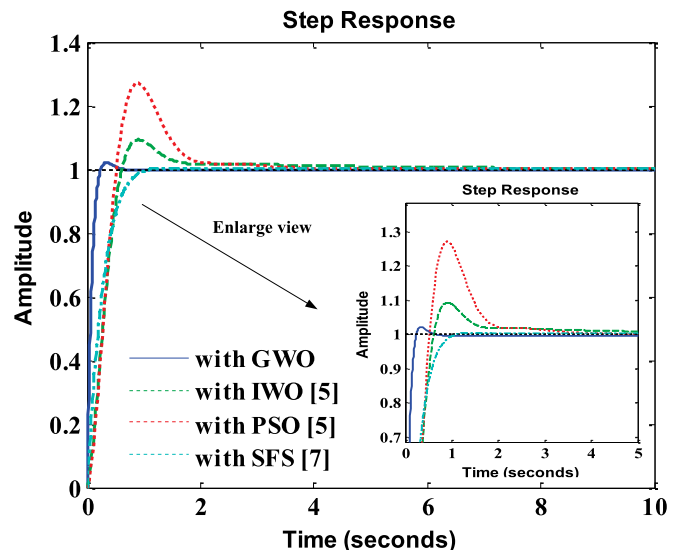 Step Response
1.4
1.2
1
0.8
0.6
0.4
0.2
0
Amplitude
Enlarge view
with GWO
with IWO [5]
with PSO [5]
with SFS [7]
0 2 4 6 8 10
Time (seconds)
Step Response
1.3
1.2
1.1
1
0.9
0.8
0.7
Amplitude
0 1 2 3 4 5
Time (seconds)